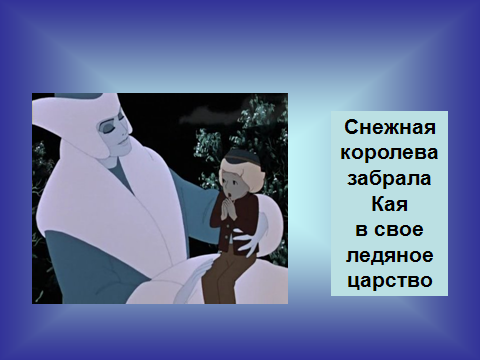 Снежная
королева
забрала
Кая
в свое
ледяное
царство